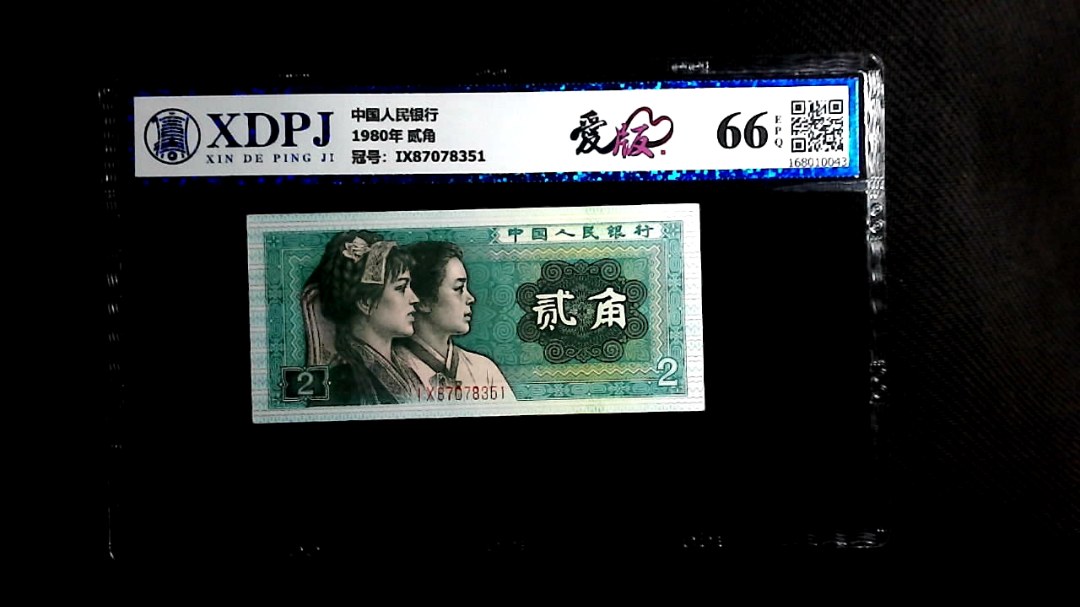 XDPJ
XIN DE PING JI
中国人民银行
1980年 贰角
冠号：IX87078351
爱版
66
EPQ
168010043
中国人民银行
贰角
2
2
IX87078351